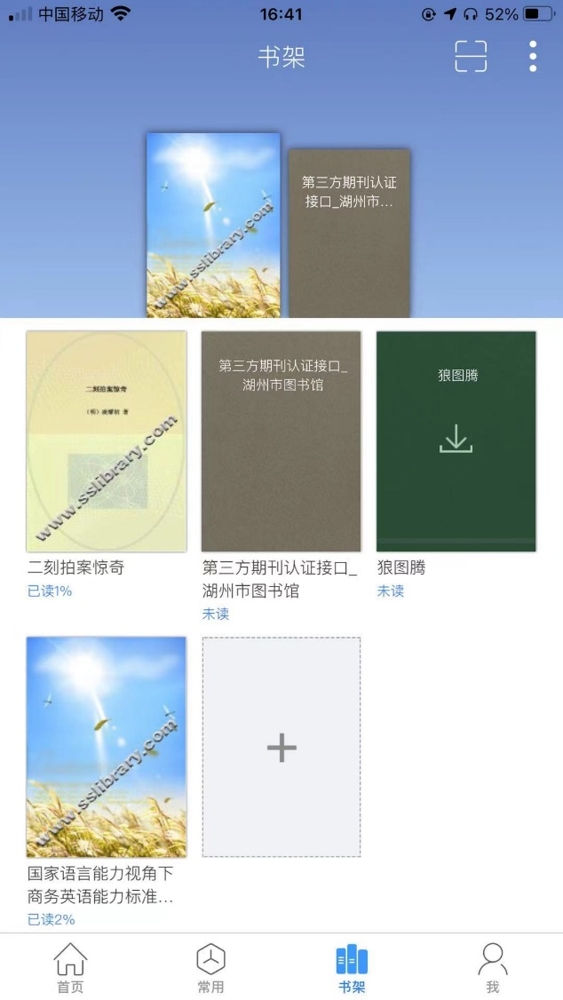 中国移动
16:41
52%
书架
www.sslibrary.com
第三方期刊认证
接口_湖州市...
二刻拍案惊奇
(明) 凌濛初 著
www.sslibrary.com
第三方期刊认证接口_
湖州市图书馆
狼图腾
二刻拍案惊奇
已读1%
第三方期刊认证接口_
湖州市图书馆
未读
狼图腾
未读
www.sslibrary.com
国家语言能力视角下
商务英语能力标准...
已读2%
首页
常用
书架
我